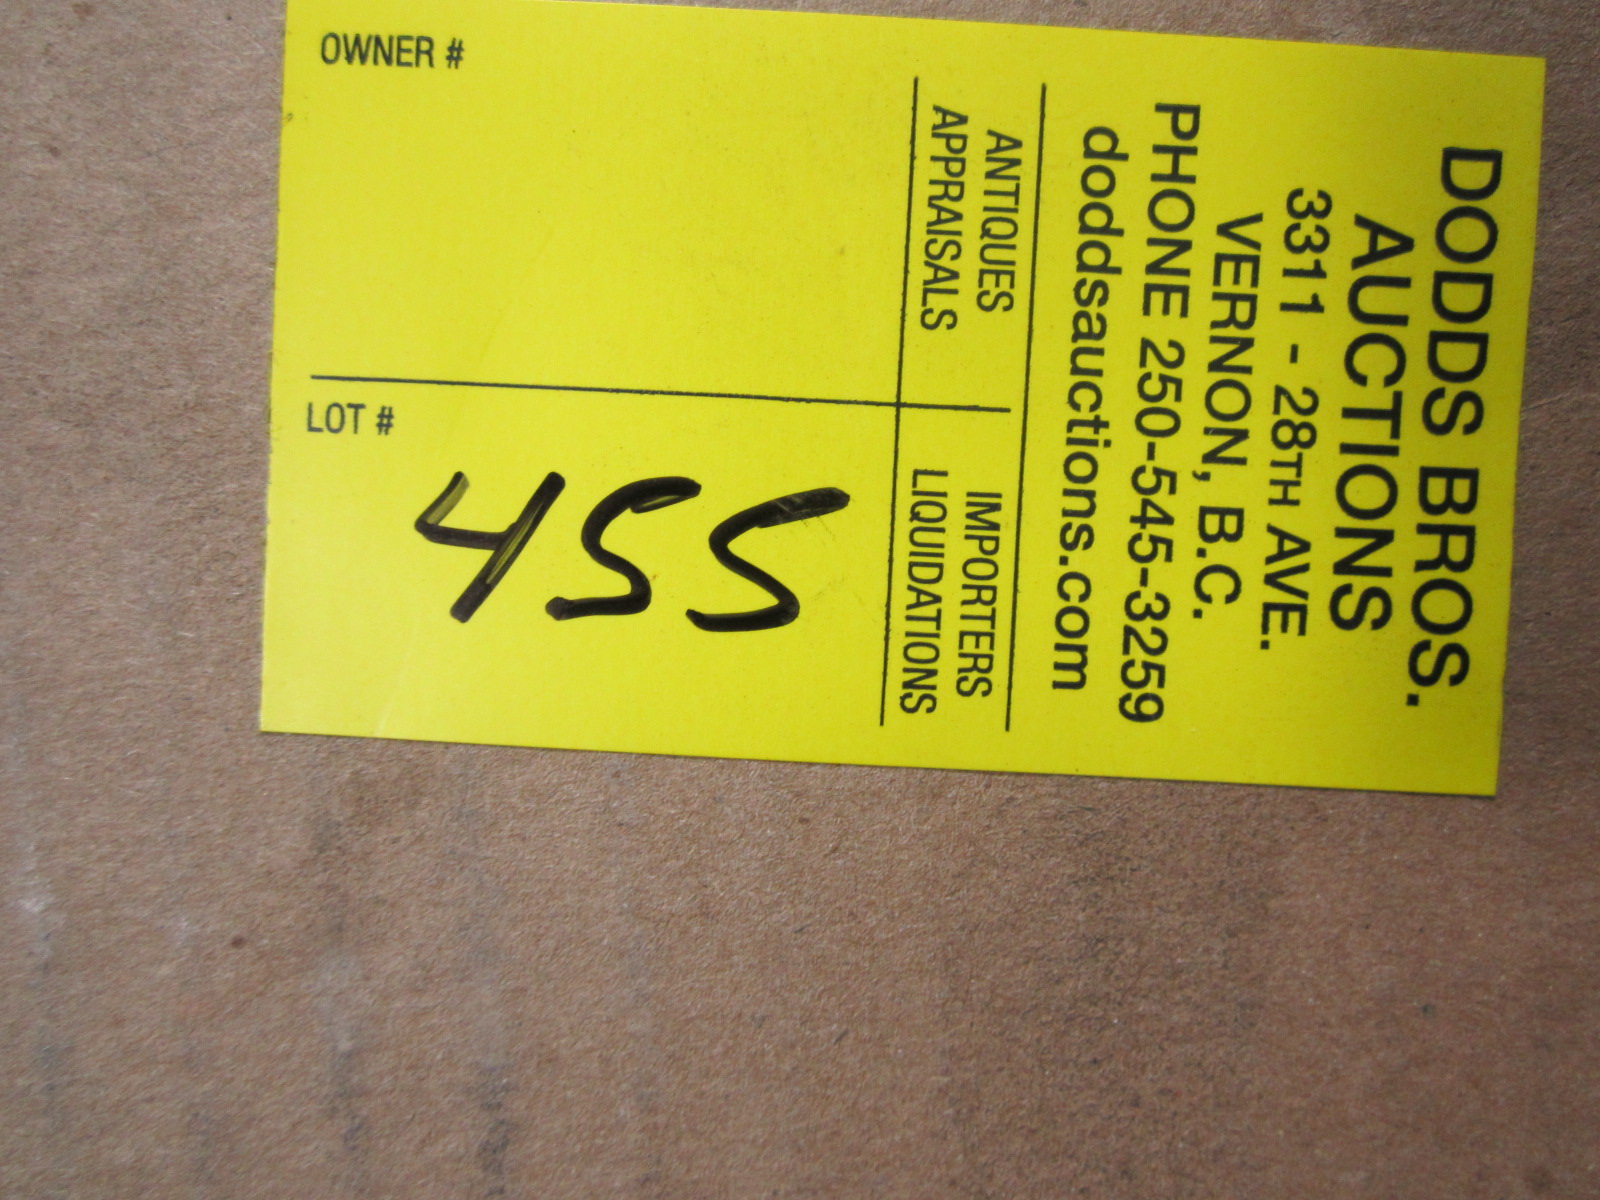 DODDS BROS.
AUCTIONS
3311 - 28TH AVE.
VERNON, B.C.
PHONE 250-545-3259
doddsauctions.com
ANTIQUES
APPRAISALS
IMPORTERS
LIQUIDATIONS
OWNER #
LOT #
455